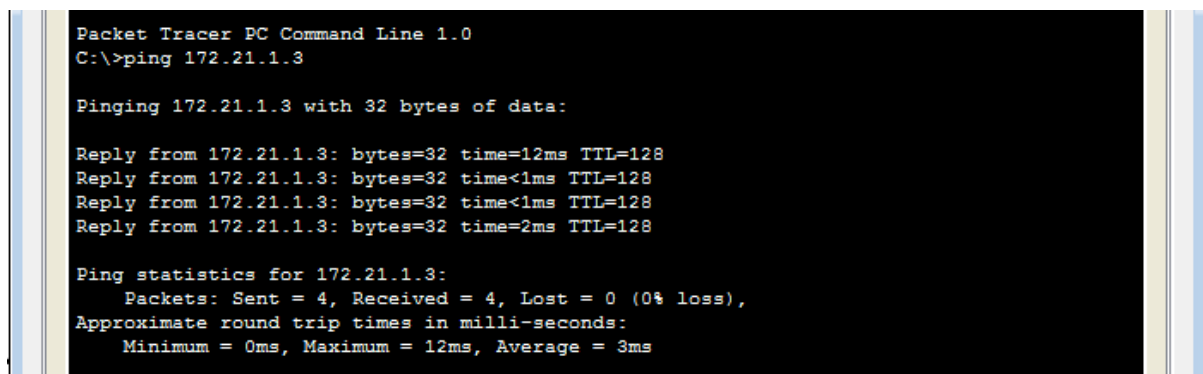 Packet Tracer PC Command Line 1.0
C:\>ping 172.21.1.3
Pinging 172.21.1.3 with 32 bytes of data:
Reply from 172.21.1.3: bytes=32 time=12ms TTL=128
Reply from 172.21.1.3: bytes=32 time<1ms TTL=128
Reply from 172.21.1.3: bytes=32 time<1ms TTL=128
Reply from 172.21.1.3: bytes=32 time=2ms TTL=128
Ping statistics for 172.21.1.3:
Packets: Sent = 4, Received = 4, Lost = 0 (0% loss),
Approximate round trip times in milli-seconds:
Minimum = 0ms, Maximum = 12ms, Average = 3ms